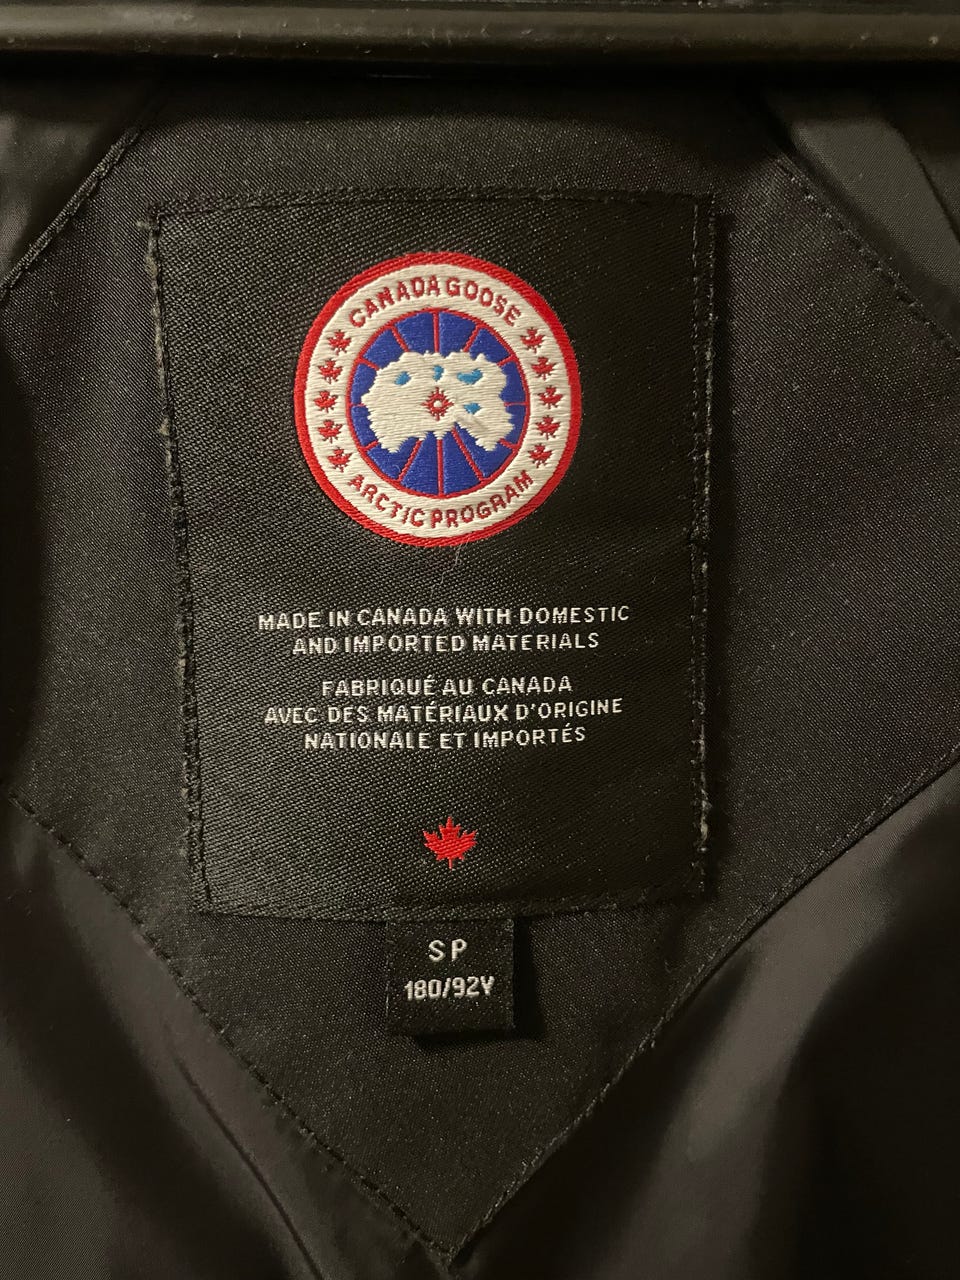 CANADA GOOSE
ARCTIC PROGRAM
MADE IN CANADA WITH DOMESTIC
AND IMPORTED MATERIALS
FABRIQUÉ AU CANADA
AVEC DES MATÉRIAUX D'ORIGINE
NATIONALE ET IMPORTÉS
SP
180/92Y